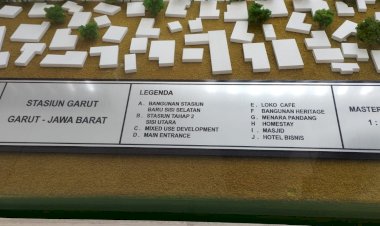 STASIUN GARUT
GARUT - JAWA BARAT
LEGENDA
A. BANGUNAN STASIUN
BARU SISI SELATAN
B. STASIUN TAHAP 2
SISI UTARA
C. MIXED USE DEVELOPMENT
D. MAIN ENTRANCE
E. LOKO CAFE
F. BANGUNAN HERITAGE
G. MENARA PANDANG
H. HOMESTAY
I. MASJID
J. HOTEL BISNIS
MASTER
1 :